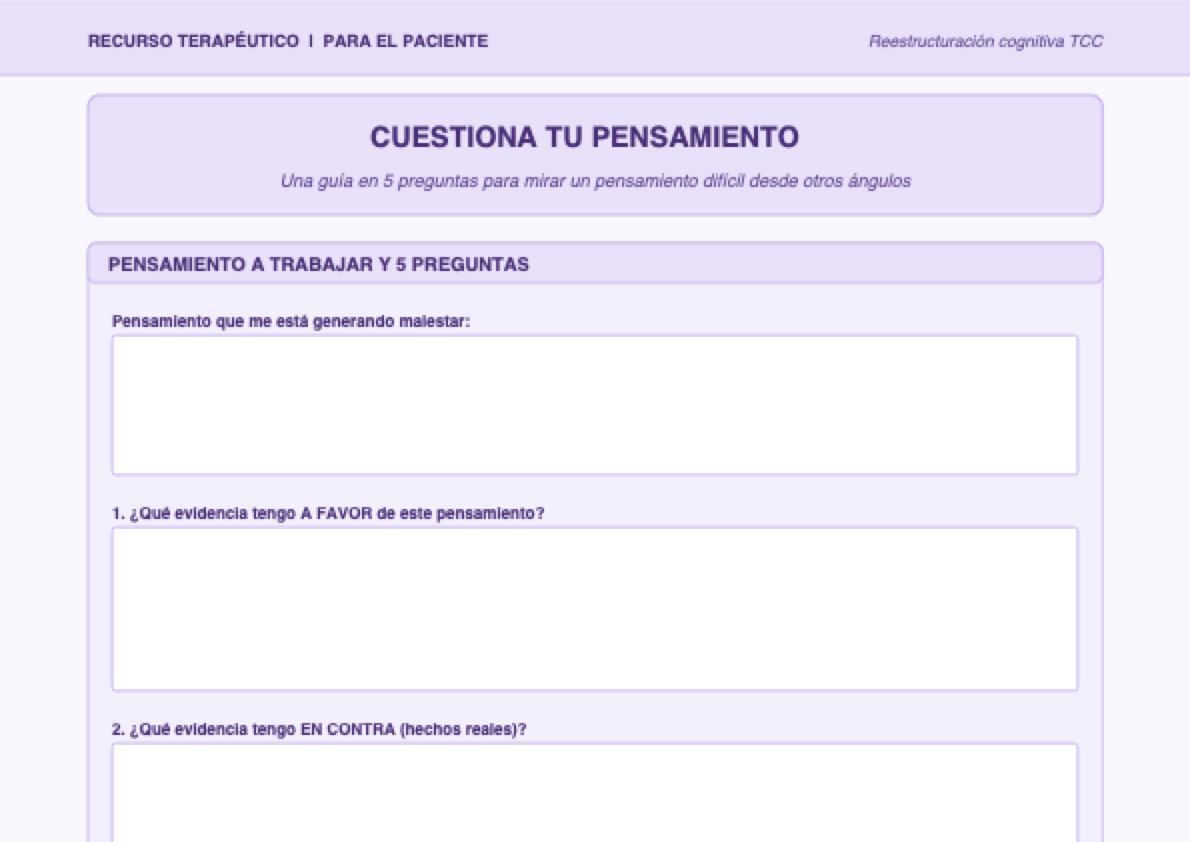 RECURSO TERAPÉUTICO | PARA EL PACIENTE
Reestructuración cognitiva TCC
CUESTIONA TU PENSAMIENTO
Una guía en 5 preguntas para mirar un pensamiento difícil desde otros ángulos
PENSAMIENTO A TRABAJAR Y 5 PREGUNTAS
Pensamiento que me está generando malestar:
1. ¿Qué evidencia tengo A FAVOR de este pensamiento?
2. ¿Qué evidencia tengo EN CONTRA (hechos reales)?